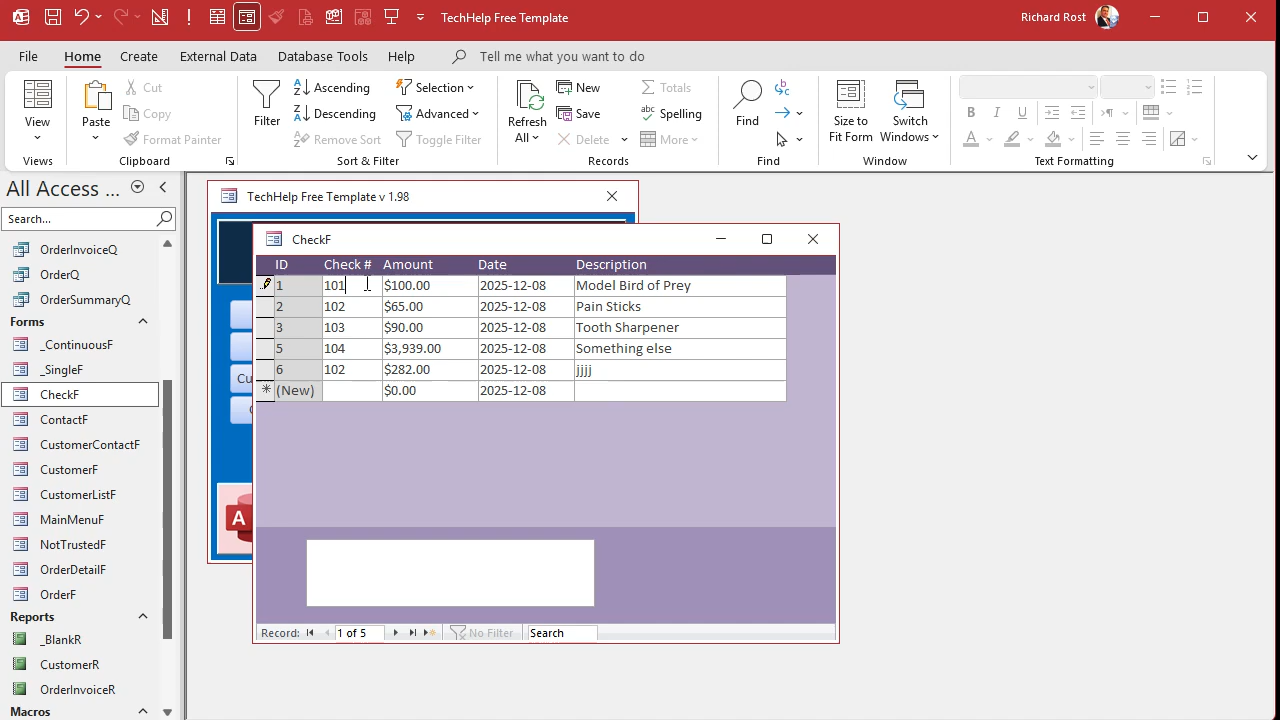 TechHelp Free Template
Richard Rost
File Home Create External Data Database Tools Help Tell me what you want to do
View
Views
Paste
Cut
Copy
Format Painter
Clipboard
Filter
Ascending
Descending
Remove Sort
Selection
Advanced
Toggle Filter
Sort & Filter
Refresh All
New
Save
Delete
Totals
Spelling
More
Records
Find
Find
Size to Fit Form
Switch Windows
Window
Text Formatting
All Access ...
Search...
OrderInvoiceQ
OrderQ
OrderSummaryQ
Forms
_ContinuousF
_SingleF
CheckF
ContactF
CustomerContactF
CustomerF
CustomerListF
MainMenuF
NotTrustedF
OrderDetailF
OrderF
Reports
_BlankR
CustomerR
OrderInvoiceR
Macros
TechHelp Free Template v 1.98
Cu
A
CheckF
ID Check # Amount Date Description
1 101 $100.00 2025-12-08 Model Bird of Prey
2 102 $65.00 2025-12-08 Pain Sticks
3 103 $90.00 2025-12-08 Tooth Sharpener
5 104 $3,939.00 2025-12-08 Something else
6 102 $282.00 2025-12-08 jjjj
(New) $0.00 2025-12-08
Record: 1 of 5 No Filter Search